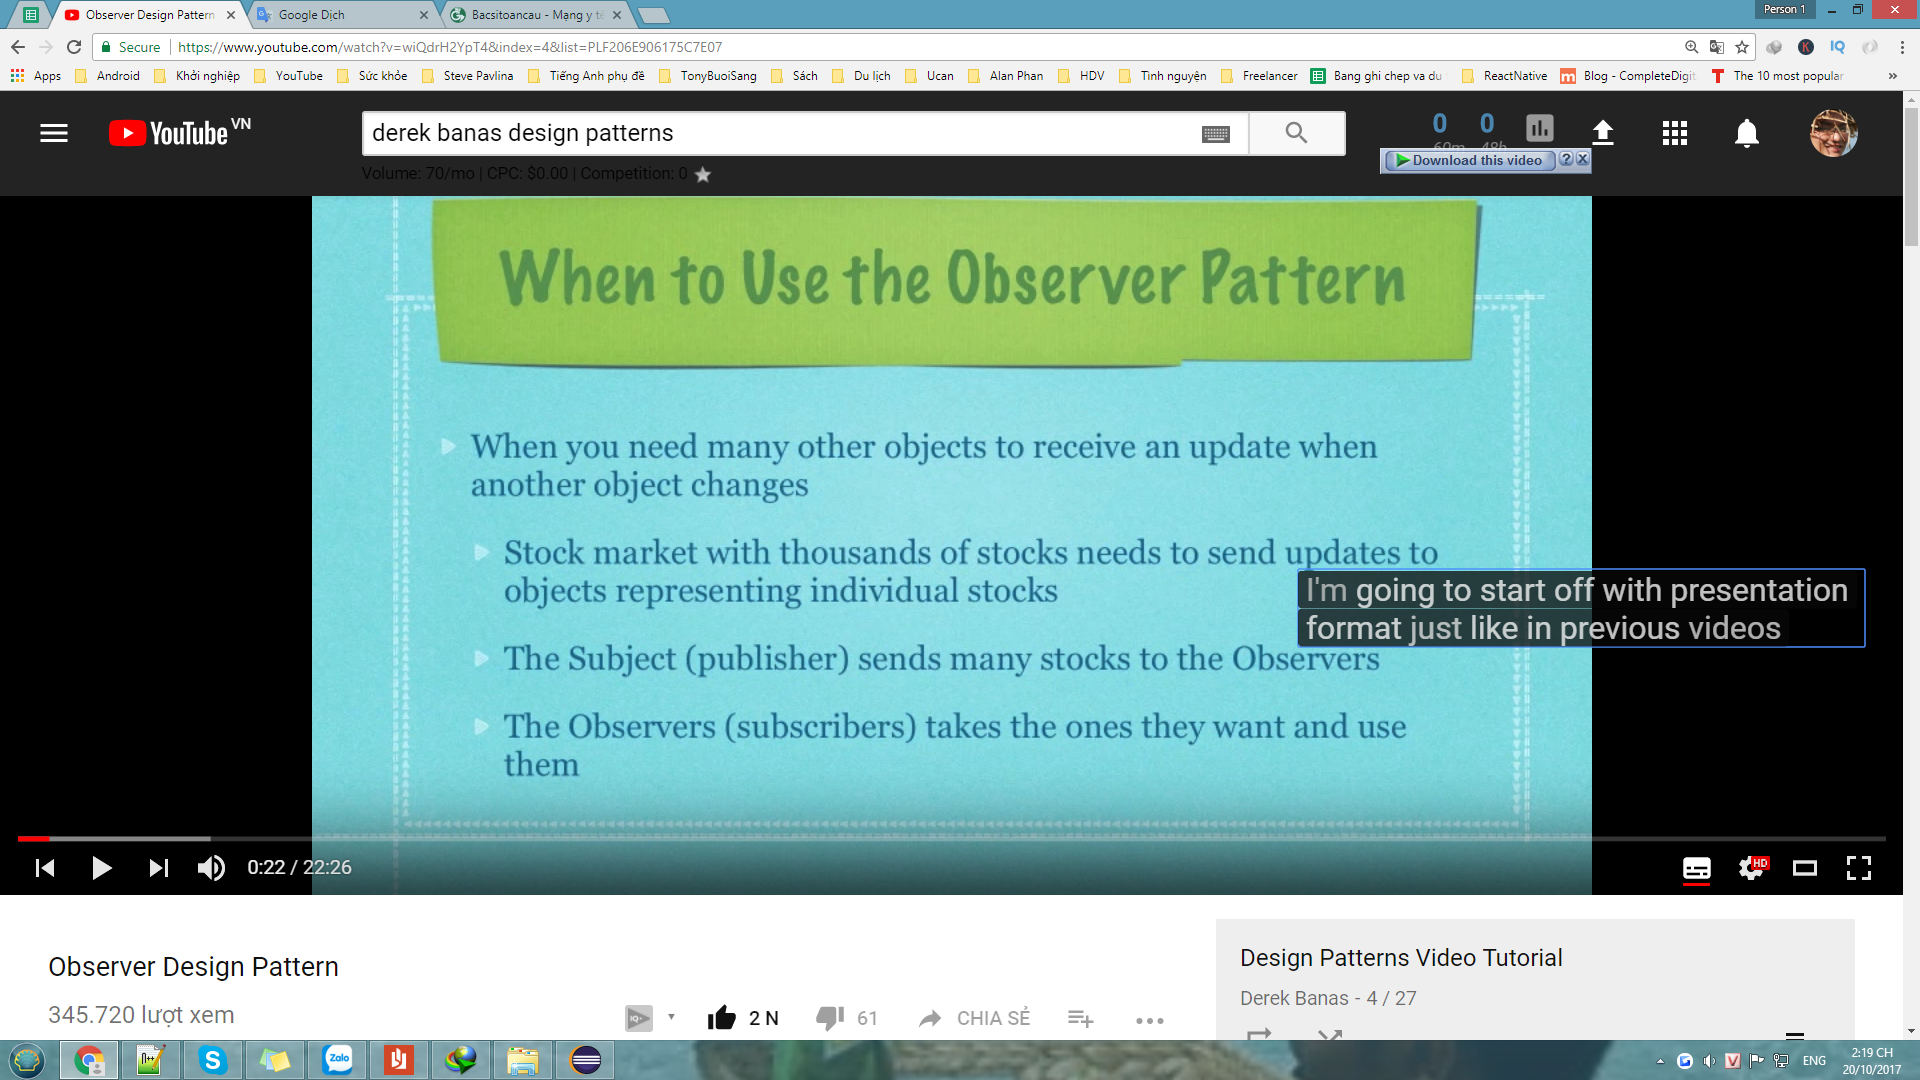 Observer Design Pattern
Google Dịch
Bacsitoancau - Mạng y tế
Person 1
Secure
https://www.youtube.com/watch?v=wiQdrH2YpT4&index=4&list=PLF206E906175C7E07
Apps
Android
Khởi nghiệp
YouTube
Sức khỏe
Steve Pavlina
Tiếng Anh phụ đề
TonyBuoiSang
Sách
Du lịch
Ucan
Alan Phan
HDV
Tình nguyện
Freelancer
Bang ghi chep va du
ReactNative
Blog - CompleteDigit
The 10 most popular
YouTube VN
derek banas design patterns
0 0
60m 48h
Download this video
Volume: 70/mo | CPC: $0.00 | Competition: 0
When to Use the Observer Pattern
When you need many other objects to receive an update when
another object changes
Stock market with thousands of stocks needs to send updates to
objects representing individual stocks
I'm going to start off with presentation
format just like in previous videos
The Subject (publisher) sends many stocks to the Observers
The Observers (subscribers) takes the ones they want and use
them
0:22 / 22:26
HD
Observer Design Pattern
345.720 lượt xem
2 N
61
CHIA SẺ
Design Patterns Video Tutorial
Derek Banas - 4 / 27
Zalo
ENG
2:19 CH
20/10/2017